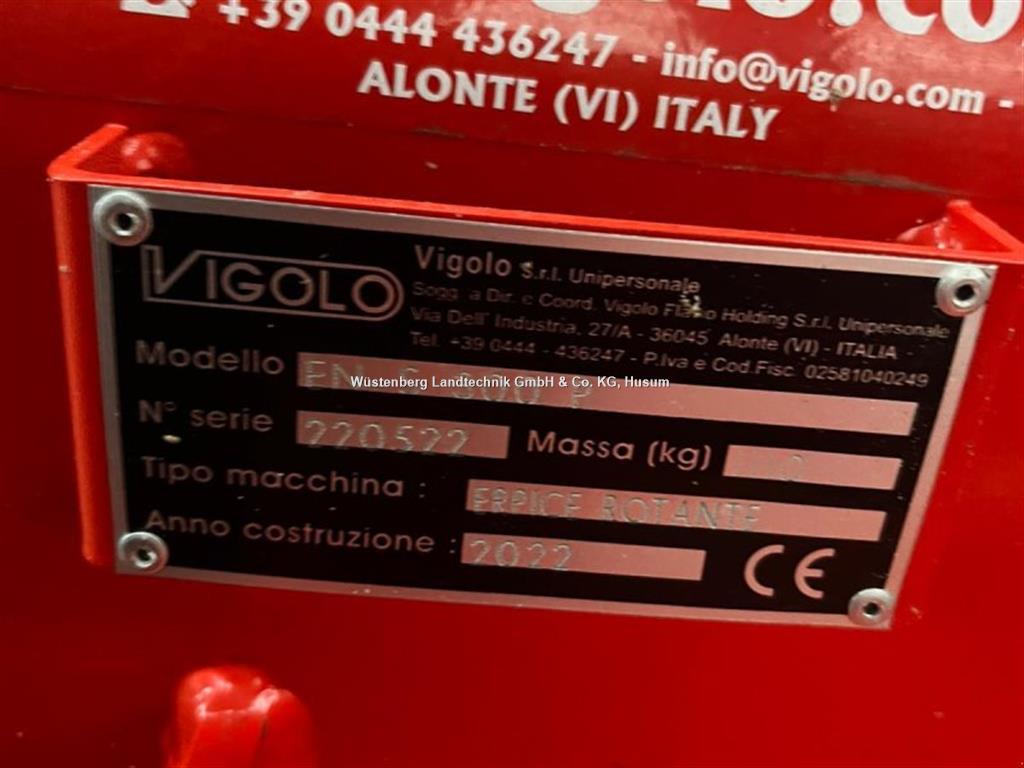 +39 0444 436247 - info@vigolo.com -
ALONTE (VI) ITALY
VIGOLO
Vigolo S.r.l. Unipersonale
Sogg. a Dir. e Coord. Vigolo Holding S.r.l. Unipersonale
Via Dell' Industria, 27/A - 36045 Alonte (VI) - ITALIA -
Tel. +39 0444 - 436247 - P.Iva e Cod.Fisc. 02581040249
Modello
Wüstenberg Landtechnik GmbH & Co. KG, Husum
N° serie 220522 Massa (kg) 0
Tipo macchina : ERPICE ROTANTE
Anno costruzione : 2022 CE